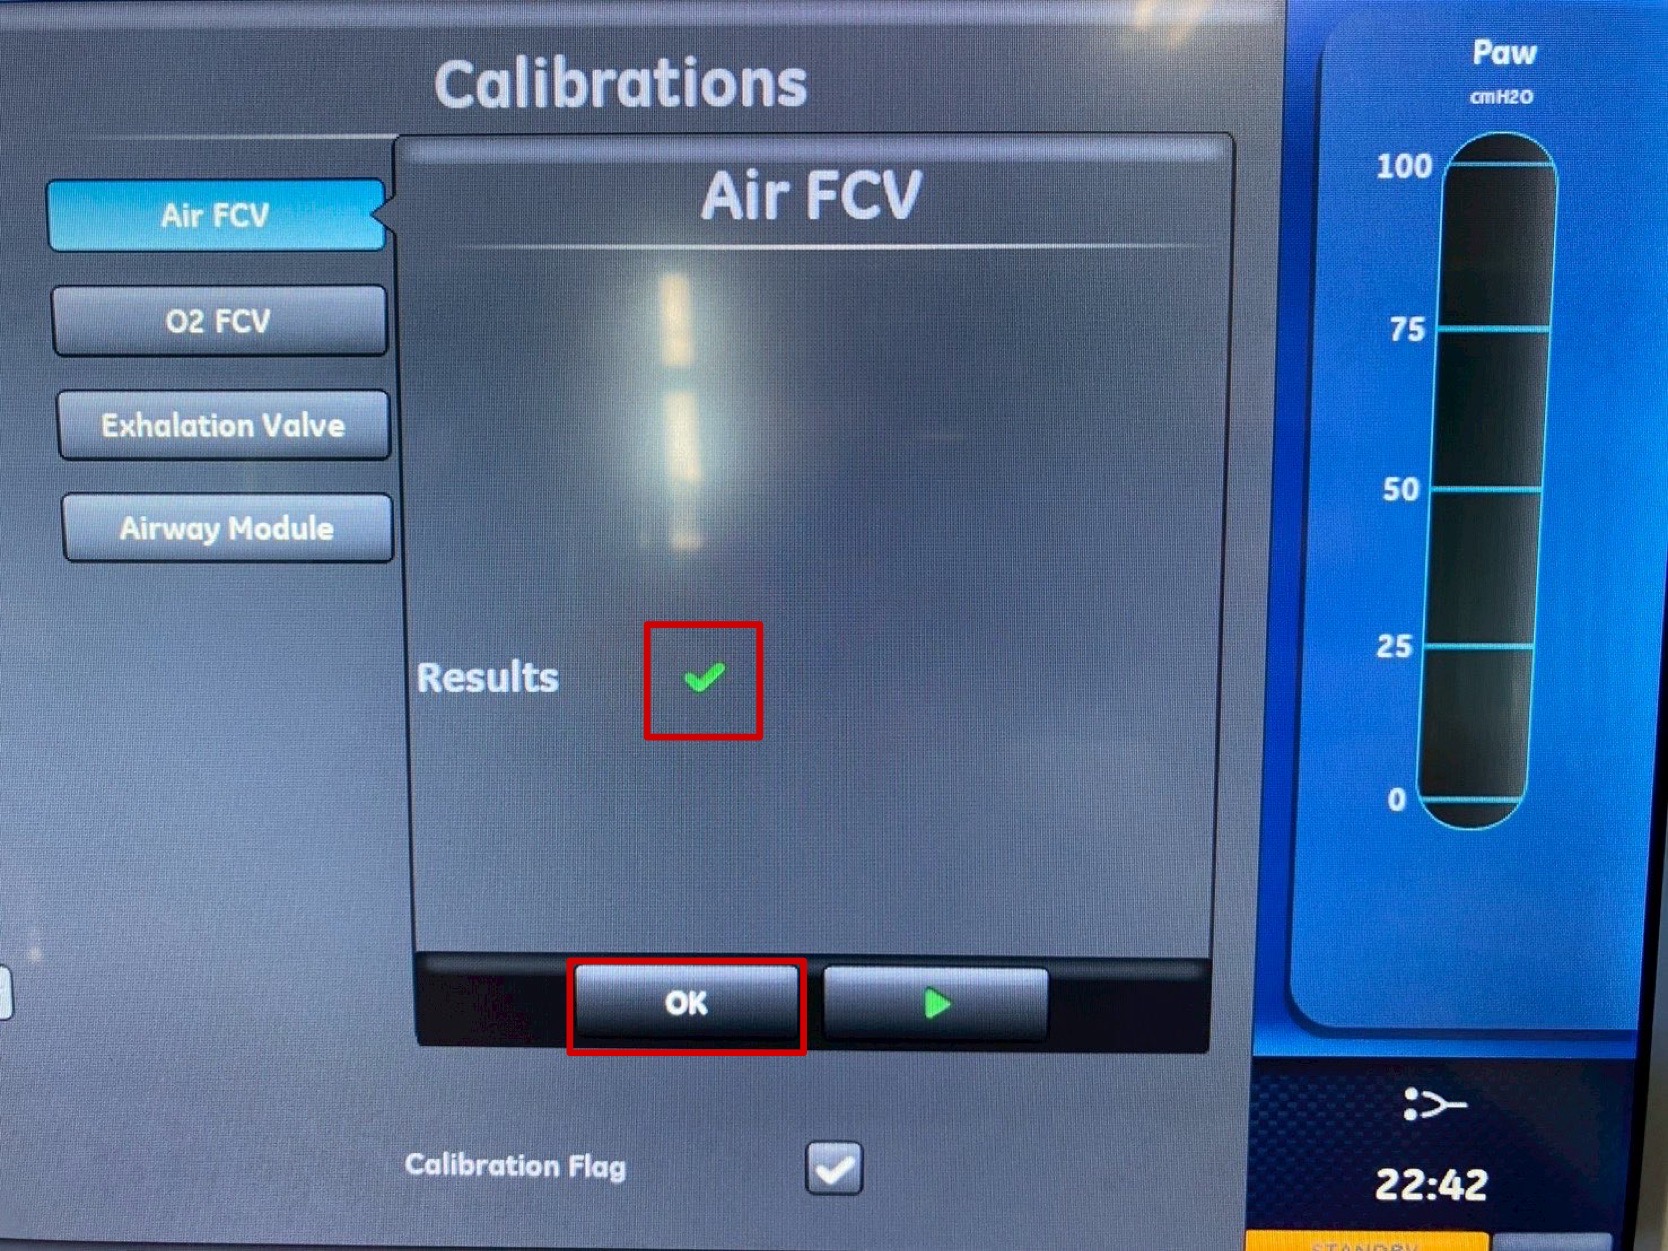 Calibrations
Air FCV
O2 FCV
Exhalation Valve
Airway Module
Air FCV
Results
OK
Calibration Flag
Paw
cmH2O
100
75
50
25
0
22:42
STANDBY